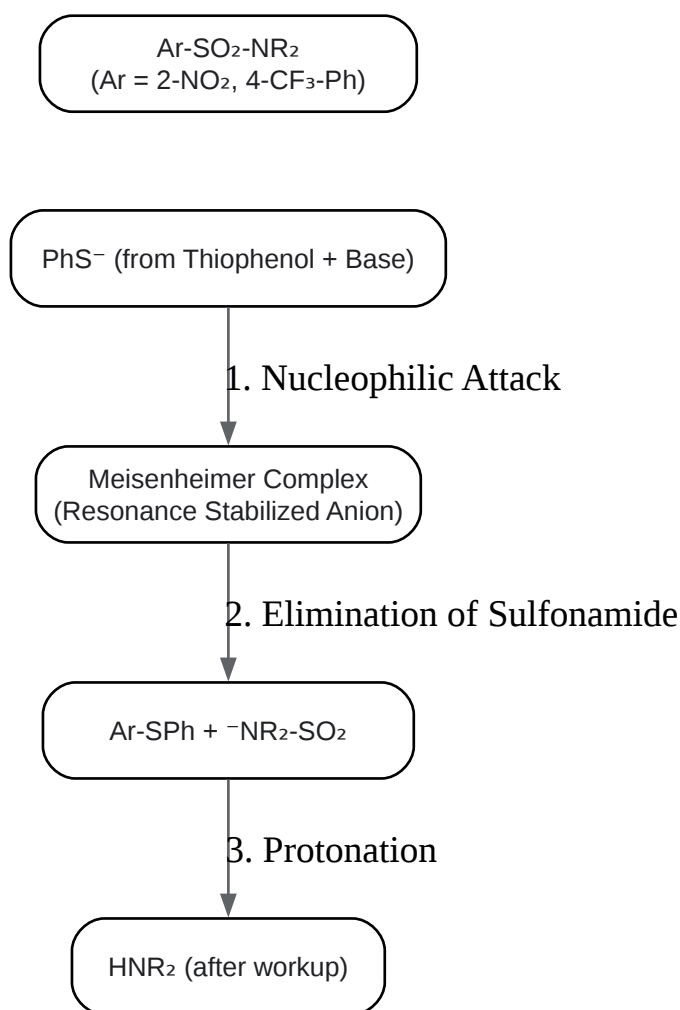 Ar-SO₂-NR₂
(Ar = 2-NO₂, 4-CF₃-Ph)
PhS⁻ (from Thiophenol + Base)
1. Nucleophilic Attack
Meisenheimer Complex
(Resonance Stabilized Anion)
2. Elimination of Sulfonamide
Ar-SPh + ⁻NR₂-SO₂
3. Protonation
HNR₂ (after workup)